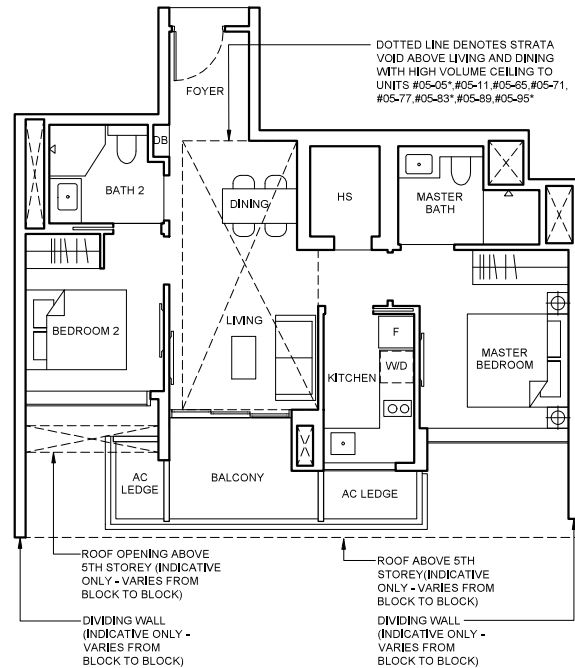 DOTTED LINE DENOTES STRATA
VOID ABOVE LIVING AND DINING
WITH HIGH VOLUME CEILING TO
UNITS #05-05*,#05-11,#05-65,#05-71,
#05-77,#05-83*,#05-89,#05-95*
FOYER
DB
BATH 2
DINING
HS
MASTER
BATH
BEDROOM 2
LIVING
F
W/D
KITCHEN
MASTER
BEDROOM
AC
LEDGE
BALCONY
AC LEDGE
ROOF OPENING ABOVE
5TH STOREY (INDICATIVE
ONLY - VARIES FROM
BLOCK TO BLOCK)
DIVIDING WALL
(INDICATIVE ONLY -
VARIES FROM
BLOCK TO BLOCK)
ROOF ABOVE 5TH
STOREY(INDICATIVE
ONLY - VARIES FROM
BLOCK TO BLOCK)
DIVIDING WALL
(INDICATIVE ONLY -
VARIES FROM
BLOCK TO BLOCK)